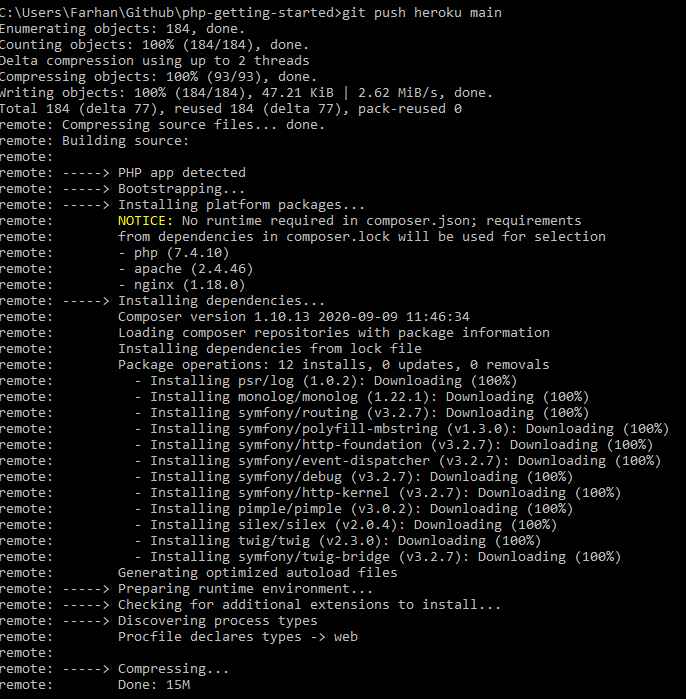 C:\Users\Farhan\Github\php-getting-started>git push heroku main
Enumerating objects: 184, done.
Counting objects: 100% (184/184), done.
Delta compression using up to 2 threads
Compressing objects: 100% (93/93), done.
Writing objects: 100% (184/184), 47.21 KiB | 2.62 MiB/s, done.
Total 184 (delta 77), reused 184 (delta 77), pack-reused 0
remote: Compressing source files... done.
remote: Building source:
remote:
remote: -----> PHP app detected
remote: -----> Bootstrapping...
remote: -----> Installing platform packages...
remote:        NOTICE: No runtime required in composer.json; requirements
remote:        from dependencies in composer.lock will be used for selection
remote:        - php (7.4.10)
remote:        - apache (2.4.46)
remote:        - nginx (1.18.0)
remote: -----> Installing dependencies...
remote:        Composer version 1.10.13 2020-09-09 11:46:34
remote:        Loading composer repositories with package information
remote:        Installing dependencies from lock file
remote:        Package operations: 12 installs, 0 updates, 0 removals
remote:          - Installing psr/log (1.0.2): Downloading (100%)
remote:          - Installing monolog/monolog (1.22.1): Downloading (100%)
remote:          - Installing symfony/routing (v3.2.7): Downloading (100%)
remote:          - Installing symfony/polyfill-mbstring (v1.3.0): Downloading (100%)
remote:          - Installing symfony/http-foundation (v3.2.7): Downloading (100%)
remote:          - Installing symfony/event-dispatcher (v3.2.7): Downloading (100%)
remote:          - Installing symfony/debug (v3.2.7): Downloading (100%)
remote:          - Installing symfony/http-kernel (v3.2.7): Downloading (100%)
remote:          - Installing pimple/pimple (v3.0.2): Downloading (100%)
remote:          - Installing silex/silex (v2.0.4): Downloading (100%)
remote:          - Installing twig/twig (v2.3.0): Downloading (100%)
remote:          - Installing symfony/twig-bridge (v3.2.7): Downloading (100%)
remote:        Generating optimized autoload files
remote: -----> Preparing runtime environment...
remote: -----> Checking for additional extensions to install...
remote: -----> Discovering process types
remote:        Procfile declares types -> web
remote:
remote: -----> Compressing...
remote:        Done: 15M